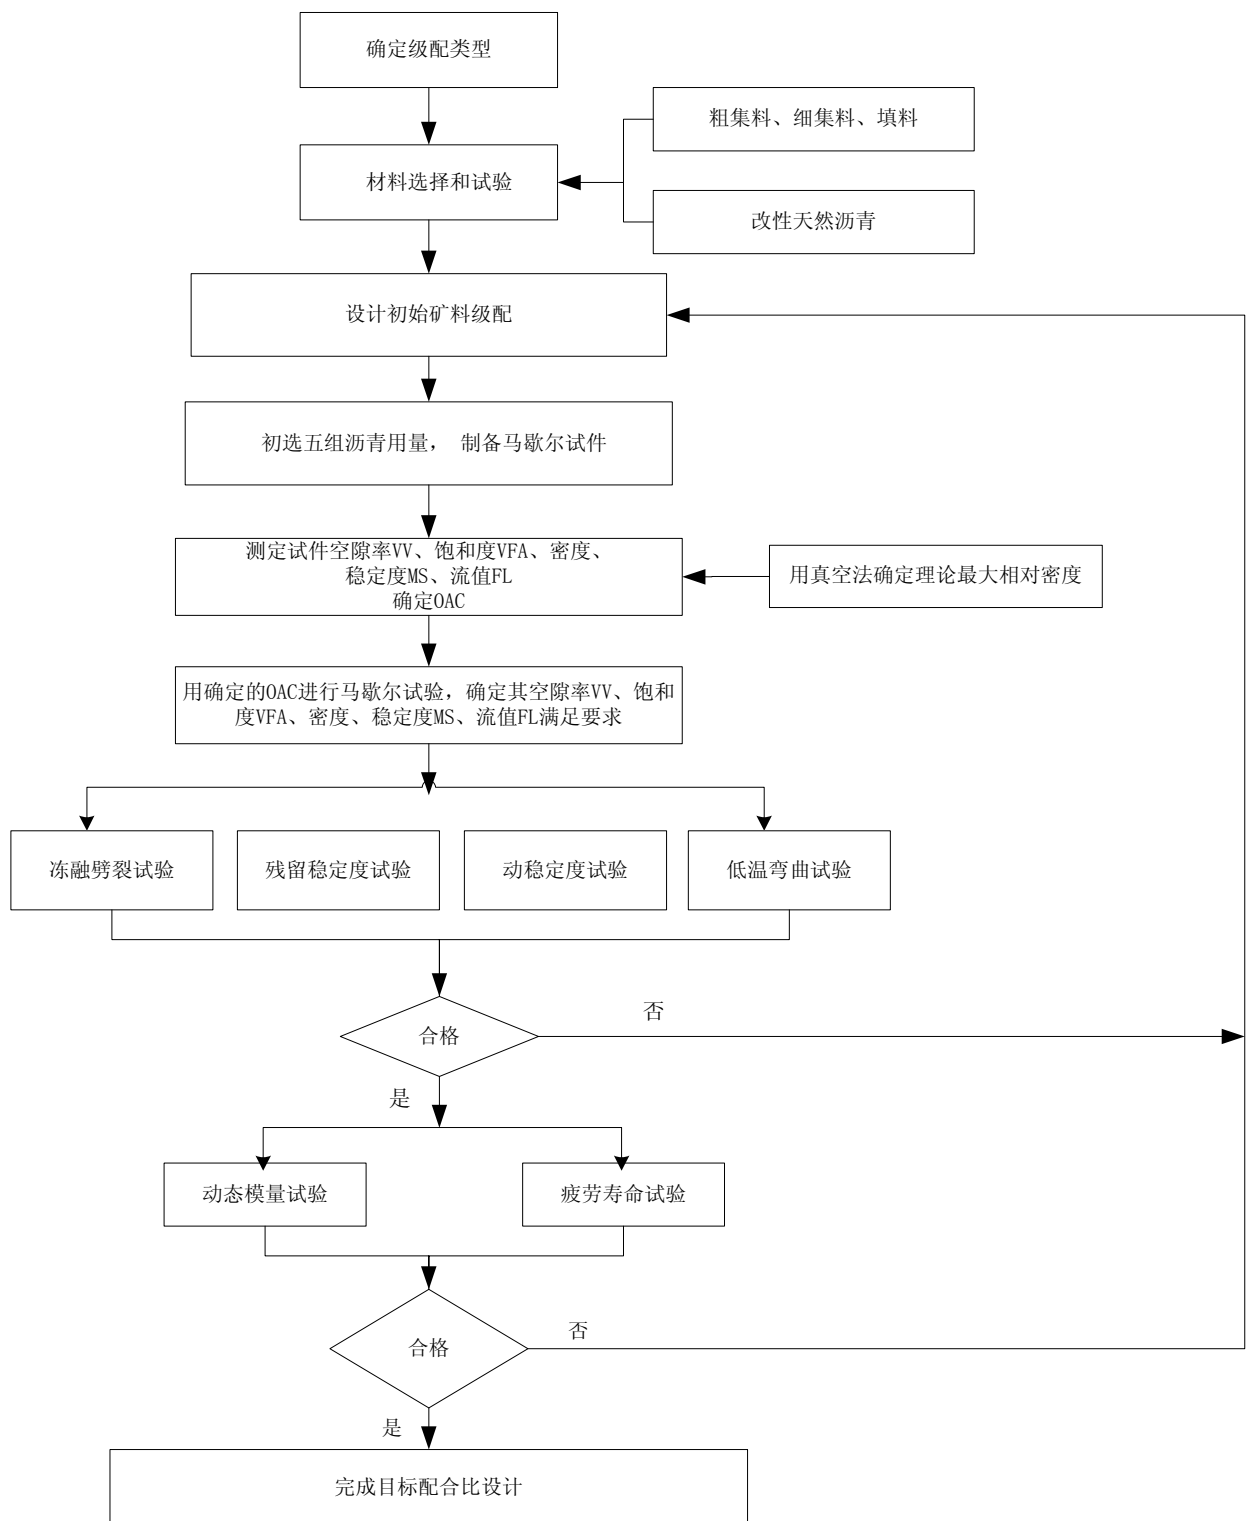 确定级配类型
粗集料、细集料、填料
材料选择和试验
改性天然沥青
设计初始矿料级配
初选五组沥青用量， 制备马歇尔试件
测定试件空隙率VV、饱和度VFA、密度、
稳定度MS、流值FL
确定OAC
用真空法确定理论最大相对密度
用确定的OAC进行马歇尔试验，确定其空隙率VV、饱和
度VFA、密度、稳定度MS、流值FL满足要求
冻融劈裂试验
残留稳定度试验
动稳定度试验
低温弯曲试验
合格
否
是
动态模量试验
疲劳寿命试验
合格
否
是
完成目标配合比设计